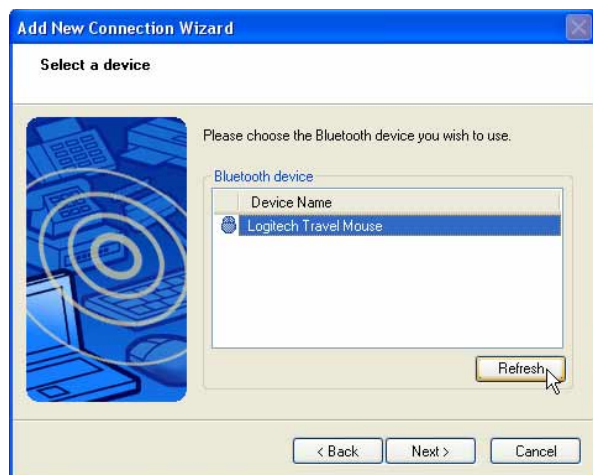 Add New Connection Wizard
Select a device
Please choose the Bluetooth device you wish to use.
Bluetooth device
Device Name
Logitech Travel Mouse
Refresh
< Back
Next >
Cancel